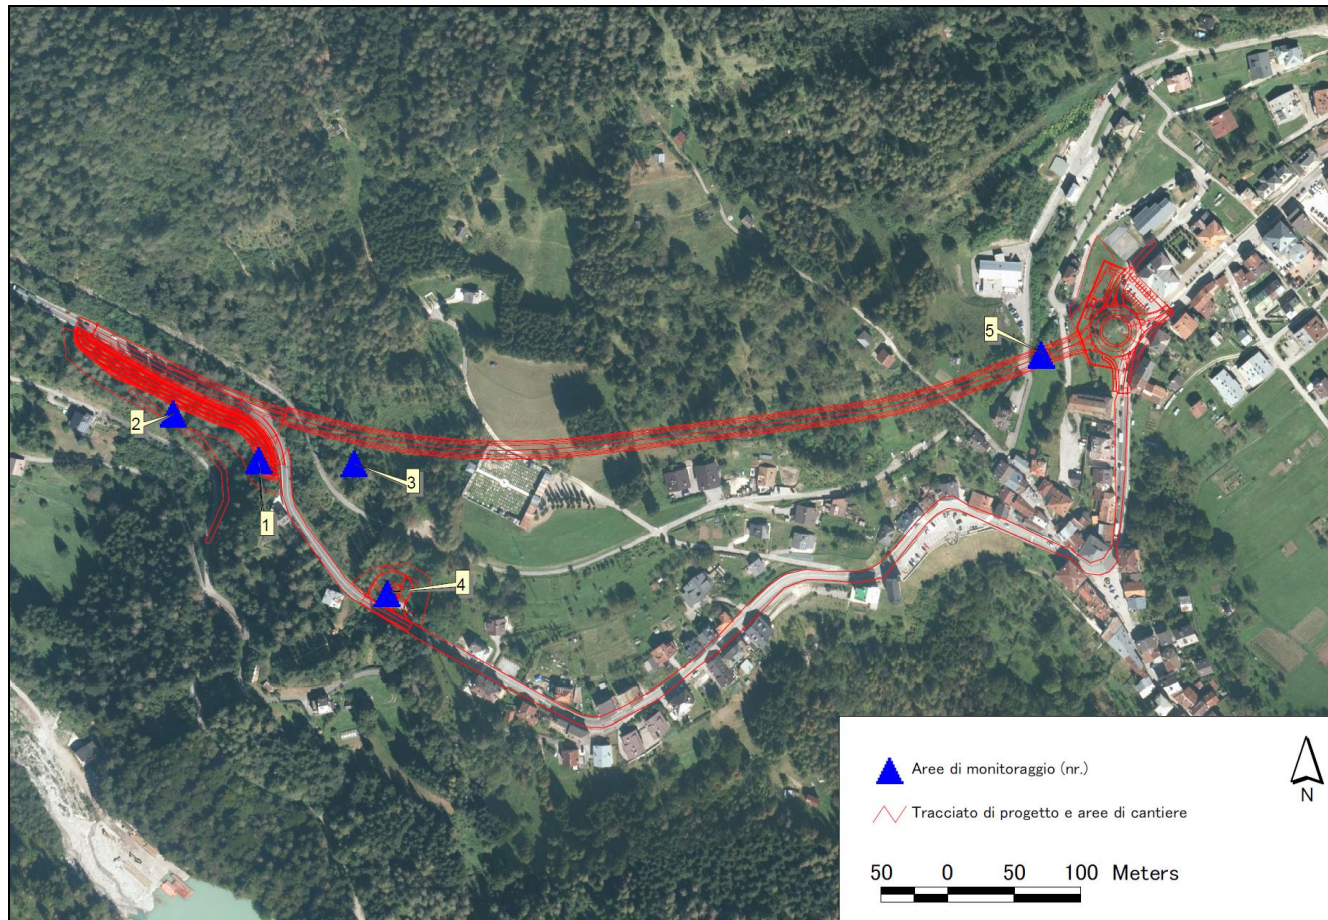 5
2
3
1
4
Aree di monitoraggio (nr.)
Tracciato di progetto e aree di cantiere
N
50 0 50 100 Meters